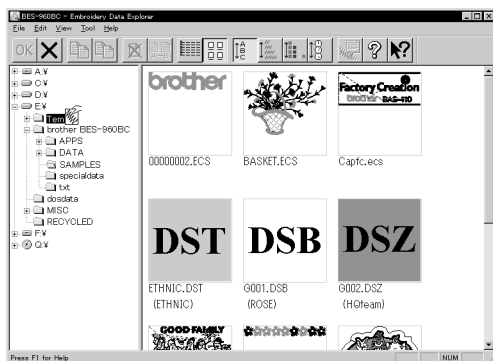 BES-960BC - Embroidery Data Explorer
File Edit View Tool Help
OK
A
B
C
A:¥
C:¥
D:¥
E:¥
Tem
brother BES-960BC
APPS
DATA
SAMPLES
specialdata
txt
dosdata
MISC
RECYCLED
F:¥
Q:¥
brother
Factory Creation
brother BAS-410
00000002.ECS BASKET.ECS Capfc.ecs
DST DSB DSZ
ETHNIC.DST G001.DSB G002.DSZ
(ETHNIC) (ROSE) (HQteam)
GOOD FAMILY
Press F1 for Help
NUM